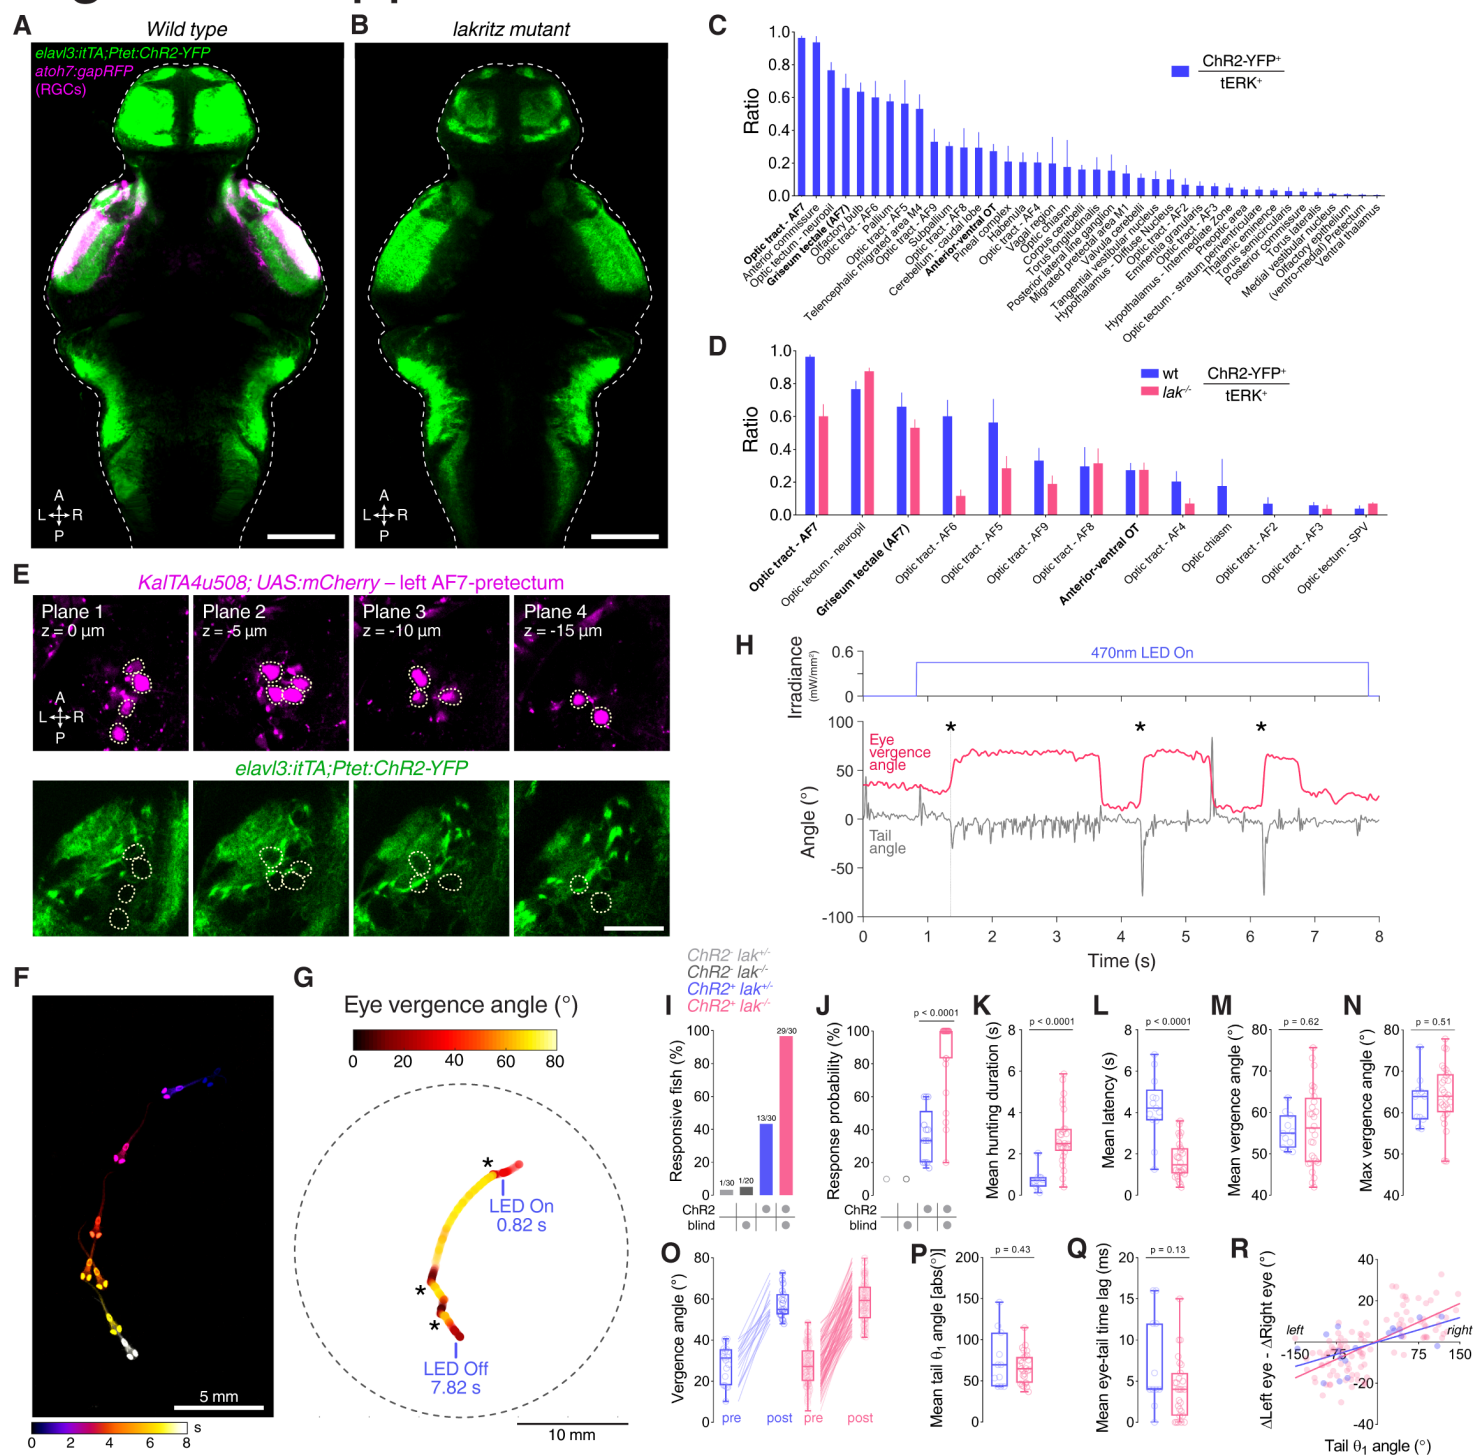 A
Wild type
elavl3:itTA;Ptet:ChR2-YFP
atoh7:gapRFP
(RGCs)
A
L R
P
B
lakritz mutant
A
L R
P
C
Ratio
1.0
0.8
0.6
0.4
0.2
0.0
ChR2-YFP+
tERK+
Optic tract - AF7
Anterior commissure
Optic tectum - neuropil
Griseum tectale (AF7)
Olfactory bulb
Optic tract - AF6
Pallium
Optic tract - AF5
Telencephalic migrated area M4
Optic tract - AF9
Subpallium
Optic tract - AF8
Cerebellum - caudal lobe
Anterior-ventral OT
Pineal complex
Habenula
Optic tract - AF4
Vagal region
Optic chiasm
Corpus cerebelli
Torus longitudinalis
Posterior lateral line ganglion
Migrated pretectal area M1
Valvula cerebelli
Tangential vestibular nucleus
Hypothalamus - Diffuse Nucleus
Optic tract - AF2
Eminentia granularis
Optic tract - AF3
Hypothalamus - Intermediate Zone
Preoptic area
Optic tectum - stratum periventriculare
Thalamic eminence
Torus semicircularis
Posterior commissure
Torus lateralis
Medial vestibular nucleus
Olfactory epithelium
(ventro-medial) Pretectum
Ventral thalamus
D
Ratio
1.0
0.8
0.6
0.4
0.2
0.0
wt
lak-/-
ChR2-YFP+
tERK+
Optic tract - AF7
Optic tectum - neuropil
Griseum tectale (AF7)
Optic tract - AF6
Optic tract - AF5
Optic tract - AF9
Optic tract - AF8
Anterior-ventral OT
Optic tract - AF4
Optic chiasm
Optic tract - AF2
Optic tract - AF3
Optic tectum - SPV
E
KalTA4u508; UAS:mCherry – left AF7-pretectum
Plane 1
z = 0 µm
Plane 2
z = -5 µm
Plane 3
z = -10 µm
Plane 4
z = -15 µm
A
L R
P
elavl3:itTA;Ptet:ChR2-YFP
F
5 mm
s
0 2 4 6 8
G
Eye vergence angle (°)
0 20 40 60 80
*
LED On
0.82 s
*
*
LED Off
7.82 s
10 mm
H
Irradiance
(mW/mm²)
0.6
0
470nm LED On
Angle (°)
100
50
0
-50
-100
* * *
Eye
vergence
angle
Tail
angle
0 1 2 3 4 5 6 7 8
Time (s)
ChR2- lak+/-
ChR2- lak-/-
ChR2+ lak+/-
ChR2+ lak-/-
I
Responsive fish (%)
100
80
60
40
20
0
1/30
1/20
13/30
29/30
ChR2
blind
J
Response probability (%)
p < 0.0001
100
80
60
40
20
0
ChR2
blind
K
Mean hunting duration (s)
p < 0.0001
8
6
4
2
0
L
Mean latency (s)
p < 0.0001
8
6
4
2
0
M
Mean vergence angle (°)
p = 0.62
80
70
60
50
40
N
Max vergence angle (°)
p = 0.51
80
70
60
50
40
O
Vergence angle (°)
80
60
40
20
0
pre post pre post
P
Mean tail θ1 angle [abs(°)]
p = 0.43
200
150
100
50
0
Q
Mean eye-tail time lag (ms)
p = 0.13
20
15
10
5
0
R
ΔLeft eye - ΔRight eye (°)
40
20
-20
-40
left
right
-150 -75 75 150
Tail θ1 angle (°)